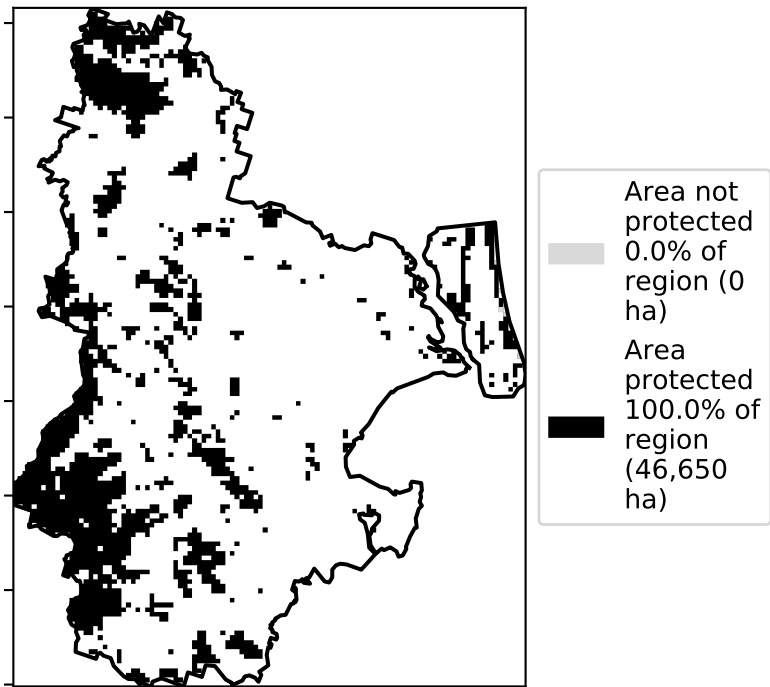 Area not
protected
0.0% of
region (0
ha)
Area
protected
100.0% of
region
(46,650
ha)